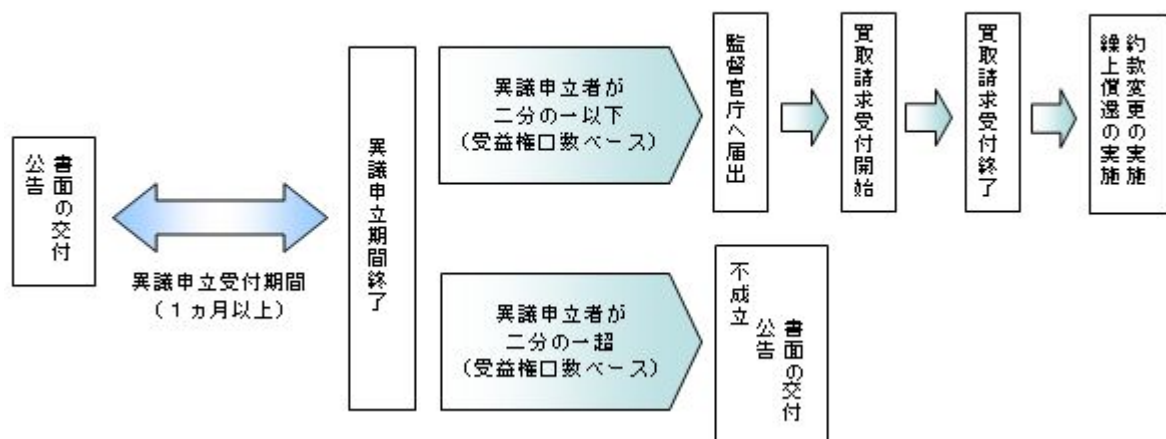 書面の交付
公告
異議申立受付期間
（１ヵ月以上）
異議申立期間終了
異議申立者が
二分の一以下
（受益権口数ベース）
監督官庁へ届出
買取請求受付開始
買取請求受付終了
約款変更の実施
繰上償還の実施
異議申立者が
二分の一超
（受益権口数ベース）
不成立
書面の交付
公告